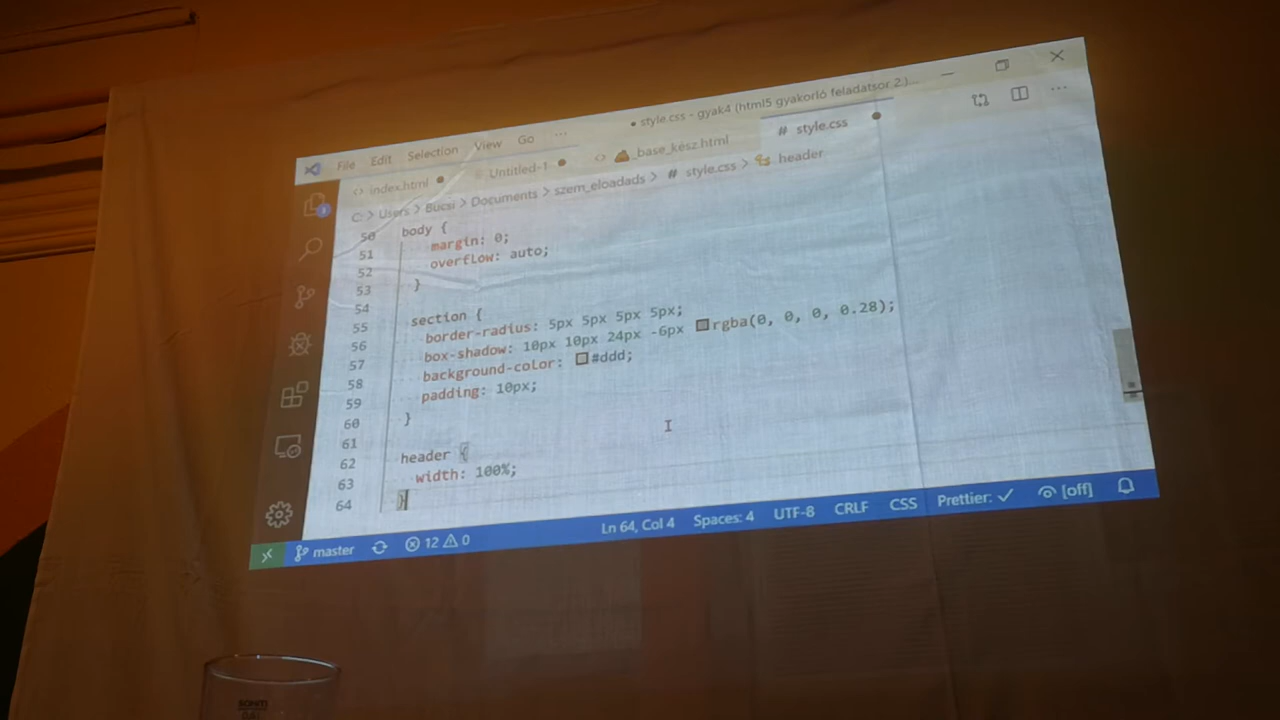 File Edit Selection View Go ... ● style.css - gyak4 (html5 gyakorló feladatsor 2.)...
index.html ● Untitled-1 ● _base_kész.html # style.css ●
C: > Users > Bucsi > Documents > szem_eloadads > # style.css > header
50 body {
51 margin: 0;
52 overflow: auto;
53 }
54
55 section {
56 border-radius: 5px 5px 5px 5px;
57 box-shadow: 10px 10px 24px -6px rgba(0, 0, 0, 0.28);
58 background-color: #ddd;
59 padding: 10px;
60 }
61
62 header {
63 width: 100%;
64 }
master 12 0 Ln 64, Col 4 Spaces: 4 UTF-8 CRLF CSS Prettier: ✓ [off]
SONTI